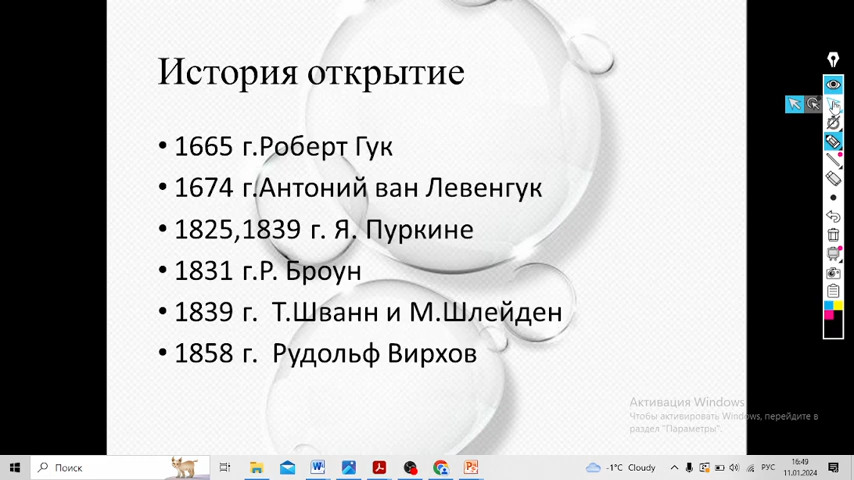 История открытие
• 1665 г.Роберт Гук
• 1674 г.Антоний ван Левенгук
• 1825,1839 г. Я. Пуркине
• 1831 г.Р. Броун
• 1839 г.  Т.Шванн и М.Шлейден
• 1858 г.  Рудольф Вирхов
Активация Windows
Чтобы активировать Windows, перейдите в
раздел "Параметры".
Поиск
-1°C Cloudy
РУС
16:49
11.01.2024